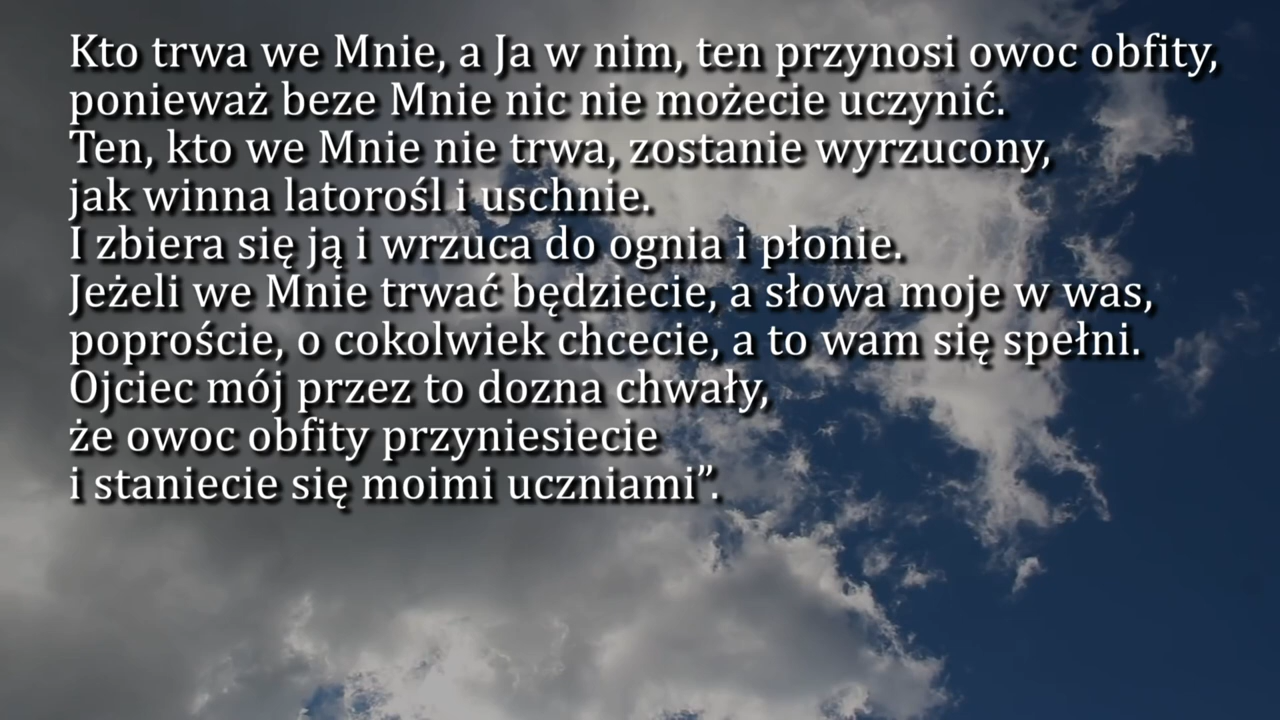 Kto trwa we Mnie, a Ja w nim, ten przynosi owoc obfity,
ponieważ beze Mnie nic nie możecie uczynić.
Ten, kto we Mnie nie trwa, zostanie wyrzucony,
jak winna latorośl i uschnie.
I zbiera się ją i wrzuca do ognia i płonie.
Jeżeli we Mnie trwać będziecie, a słowa moje w was,
poproście, o cokolwiek chcecie, a to wam się spełni.
Ojciec mój przez to dozna chwały,
że owoc obfity przyniesiecie
i staniecie się moimi uczniami”.